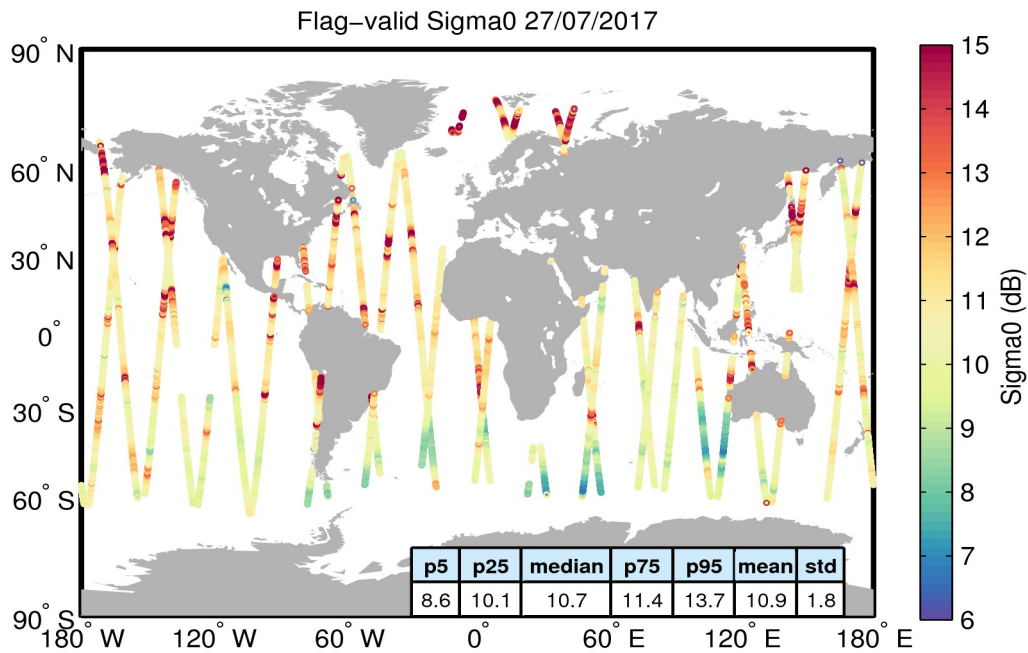 Flag−valid Sigma0 27/07/2017
90° N
60° N
30° N
0°
30° S
60° S
90° S
180° W
120° W
60° W
0°
60° E
120° E
180° E
p5 p25 median p75 p95 mean std
8.6 10.1 10.7 11.4 13.7 10.9 1.8
15
14
13
12
11
10
9
8
7
6
Sigma0 (dB)